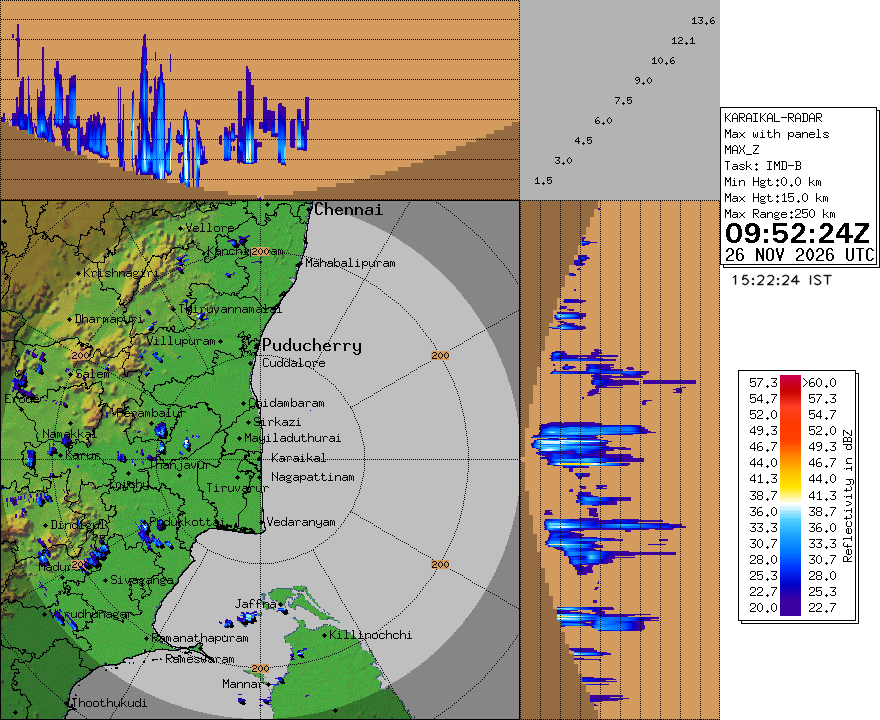 13.6
12.1
10.6
9.0
7.5
6.0
4.5
3.0
1.5
KARAIKAL-RADAR
Max with panels
MAX_Z
Task: IMD-B
Min Hgt:0.0 km
Max Hgt:15.0 km
Max Range:250 km
09:52:24Z
26 NOV 2026 UTC
15:22:24 IST
Chennai
Vellore
200
Mahabalipuram
Krishnagiri
Thiruvannamalai
Dharmapuri
Villupuram
Puducherry
200
200
Cuddalore
Salem
Erode
Chidambaram
Perambalur
Sirkazi
Namakkal
Mayiladuthurai
Karur
Karaikal
Thanjavur
Nagapattinam
Tiruvarur
Dindigul
Pudukkottai
Vedaranyam
Madurai
200
200
Sivaganga
Jaffna
Virudhunagar
Ramanathapuram
Killinochchi
Rameswaram
200
Mannar
Thoothukudi
57.3 >60.0
54.7 57.3
52.0 54.7
49.3 52.0
46.7 49.3
44.0 46.7
41.3 44.0
38.7 41.3
36.0 38.7
33.3 36.0
30.7 33.3
28.0 30.7
25.3 28.0
22.7 25.3
20.0 22.7
Reflectivity in dBZ